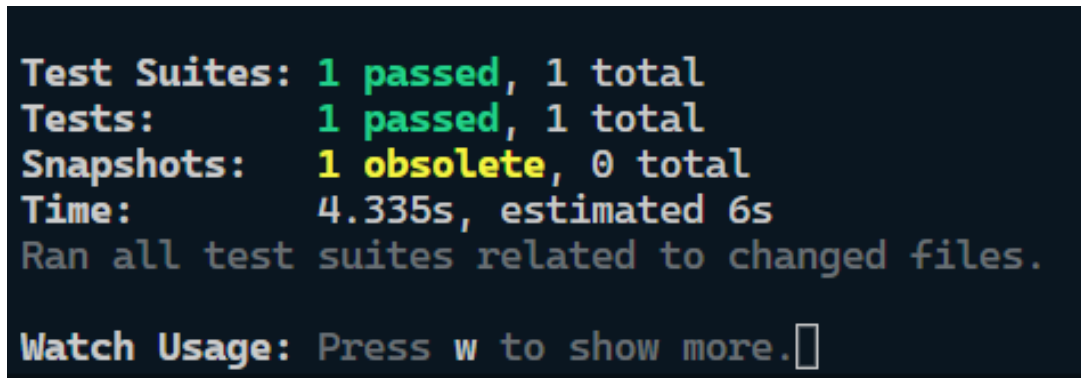 Test Suites: 1 passed, 1 total
Tests: 1 passed, 1 total
Snapshots: 1 obsolete, 0 total
Time: 4.335s, estimated 6s
Ran all test suites related to changed files.
Watch Usage: Press w to show more.